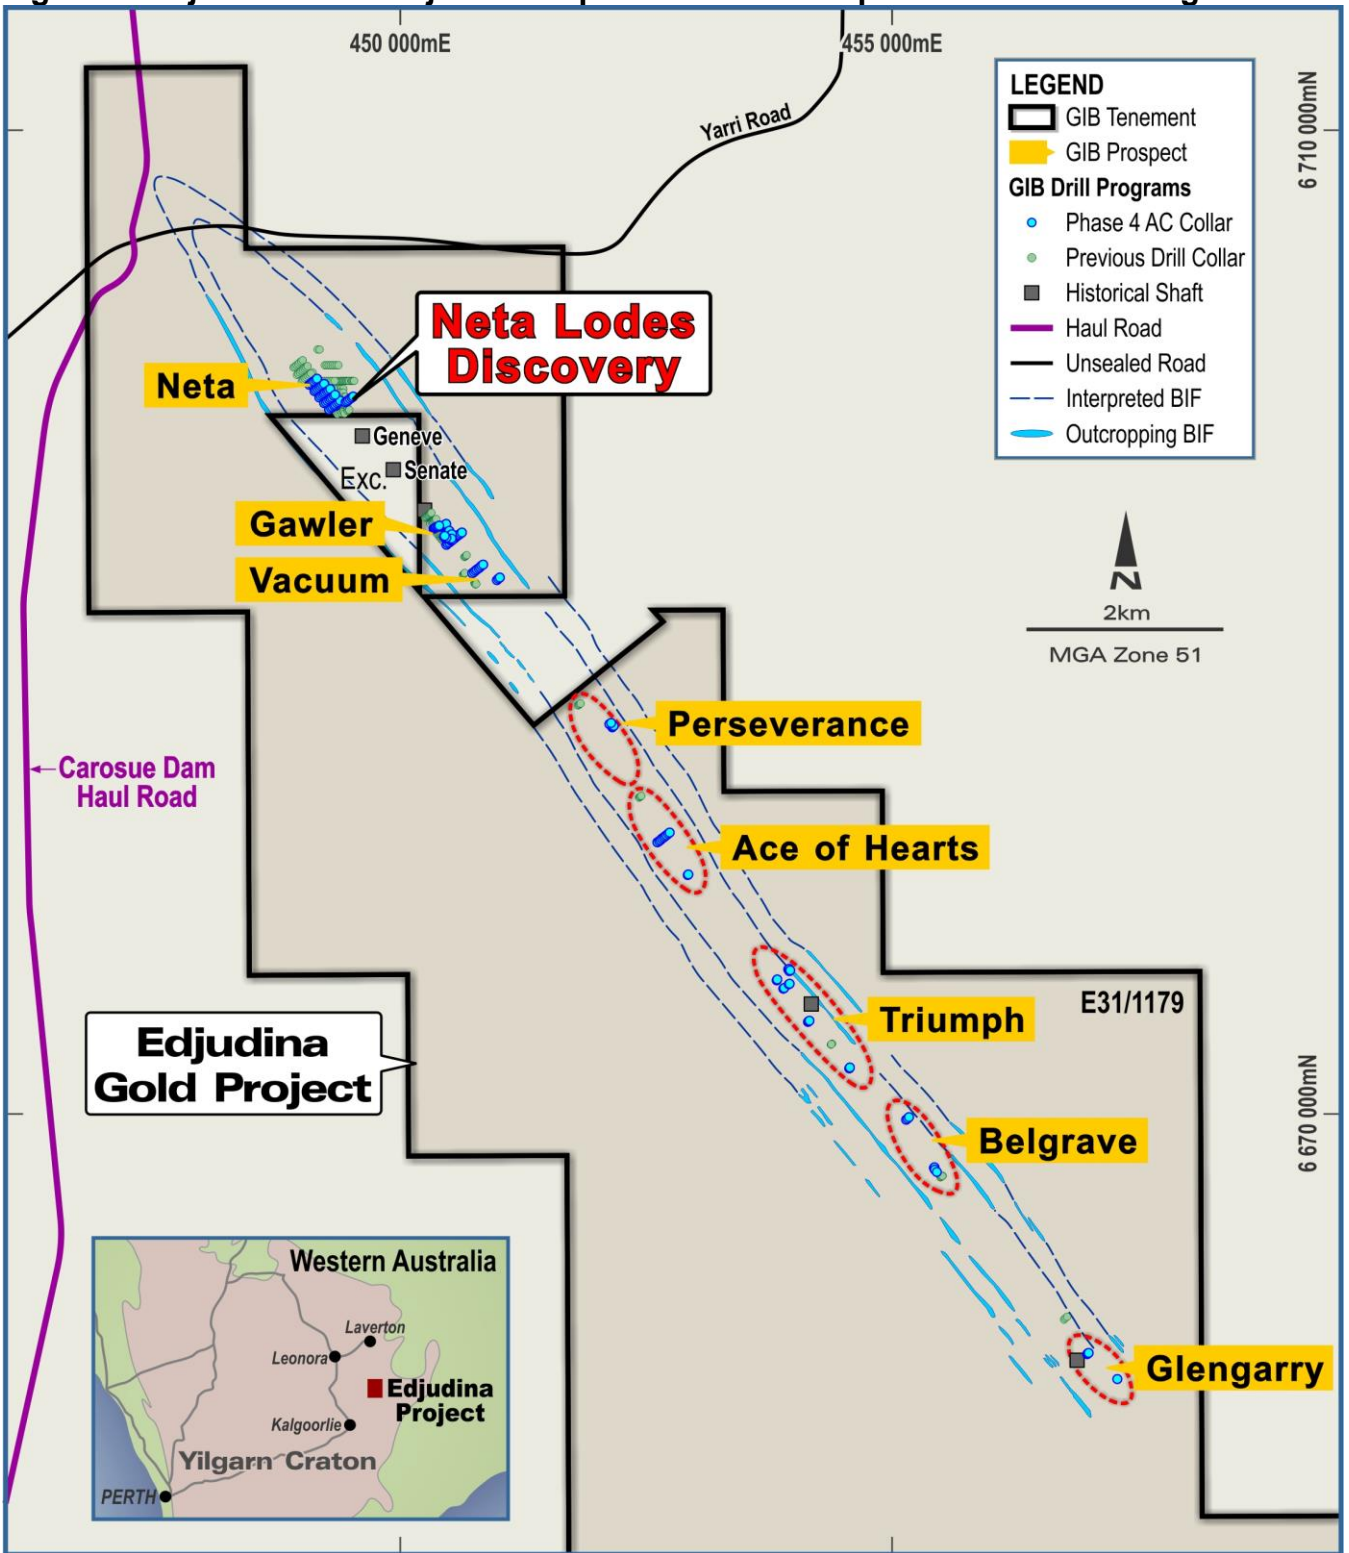 450 000mE
455 000mE
6 710 000mN
Yarri Road
LEGEND
GIB Tenement
GIB Prospect
GIB Drill Programs
Phase 4 AC Collar
Previous Drill Collar
Historical Shaft
Haul Road
Unsealed Road
Interpreted BIF
Outcropping BIF
Neta Lodes
Discovery
Neta
Geneve
Senate
Exc.
Gawler
Vacuum
N
2km
MGA Zone 51
Perseverance
Carosue Dam
Haul Road
Ace of Hearts
E31/1179
Triumph
Edjudina
Gold Project
6 670 000mN
Belgrave
Glengarry
Western Australia
Laverton
Leonora
Edjudina
Project
Kalgoorlie
Yilgarn Craton
PERTH